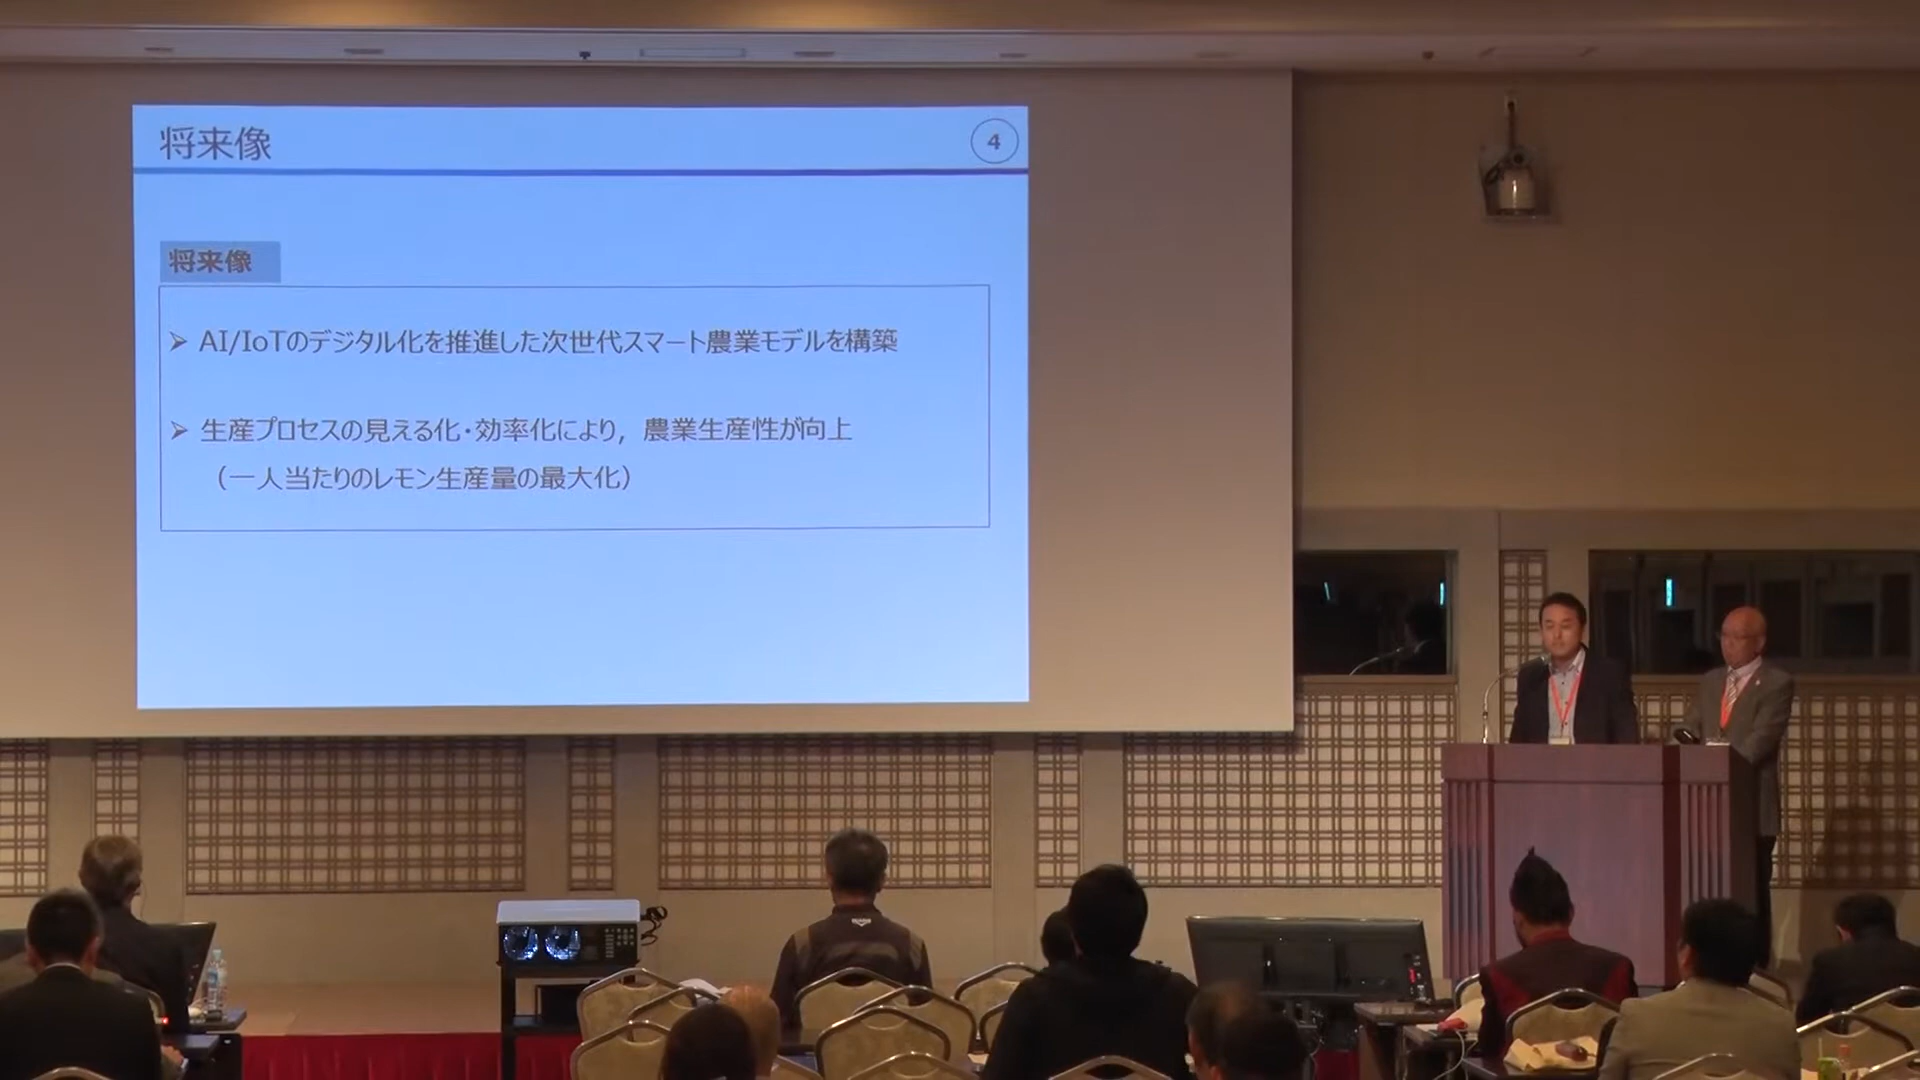 将来像
4
将来像
➢ AI/IoTのデジタル化を推進した次世代スマート農業モデルを構築
➢ 生産プロセスの見える化・効率化により，農業生産性が向上
（一人当たりのレモン生産量の最大化）